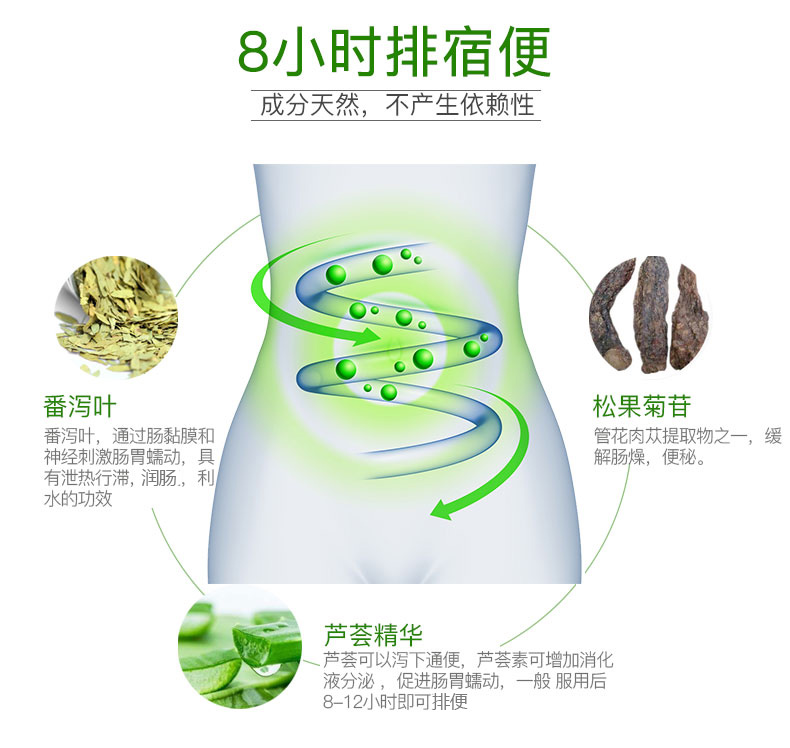 8小时排宿便
成分天然，不产生依赖性
番泻叶
番泻叶，通过肠黏膜和
神经刺激肠胃蠕动，具
有泄热行滞，润肠.，利
水的功效
松果菊苷
管花肉苁提取物之一，缓
解肠燥，便秘。
芦荟精华
芦荟可以泻下通便，芦荟素可增加消化
液分泌 ，促进肠胃蠕动，一般 服用后
8-12小时即可排便